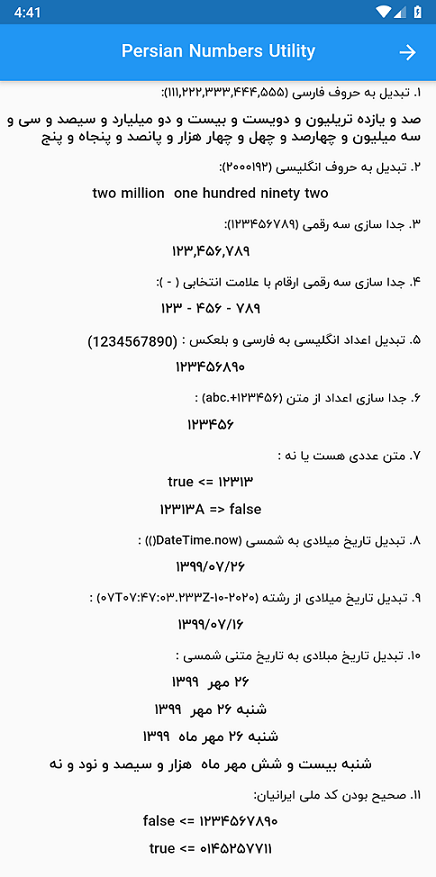 4:41
Persian Numbers Utility
۱. تبدیل به حروف فارسی (۱۱۱,۲۲۲,۳۳۳,۴۴۴,۵۵۵):
صد و یازده تریلیون و دویست و بیست و دو میلیارد و سیصد و سی و
سه میلیون و چهارصد و چهل و چهار هزار و پانصد و پنجاه و پنج
۲. تبدیل به حروف انگلیسی (۲۰۰۰۱۹۲):
two million  one hundred ninety two
۳. جدا سازی سه رقمی (۱۲۳۴۵۶۷۸۹):
۱۲۳,۴۵۶,۷۸۹
۴. جدا سازی سه رقمی ارقام با علامت انتخابی ( - ):
۱۲۳ - ۴۵۶ - ۷۸۹
۵. تبدیل اعداد انگلیسی به فارسی و بلعکس : (1234567890)
۱۲۳۴۵۶۸۹۰
۶. جدا سازی اعداد از متن (abc.+۱۲۳۴۵۶) :
۱۲۳۴۵۶
۷. متن عددی هست یا نه :
true <= ۱۲۳۱۳
۱۲۳۱۳A => false
۸. تبدیل تاریخ میلادی به شمسی (DateTime.now()) :
۱۳۹۹/۰۷/۲۶
۹. تبدیل تاریخ میلادی از رشته (۲۰۲۰-۱۰-۰۷T۰۷:۴۷:۰۳.۲۳۳Z) :
۱۳۹۹/۰۷/۱۶
۱۰. تبدیل تاریخ مبلادی به تاریخ متنی شمسی :
۲۶ مهر  ۱۳۹۹
شنبه ۲۶ مهر  ۱۳۹۹
شنبه ۲۶ مهر ماه  ۱۳۹۹
شنبه بیست و شش مهر ماه  هزار و سیصد و نود و نه
۱۱. صحیح بودن کد ملی ایرانیان:
false <= ۱۲۳۴۵۶۷۸۹۰
true <= ۰۱۴۵۲۵۷۷۱۱